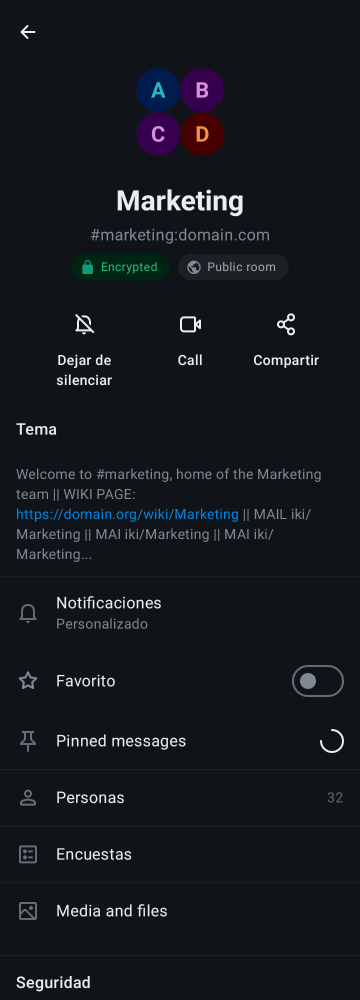 A B
C D
Marketing
#marketing:domain.com
Encrypted Public room
Dejar de silenciar
Call
Compartir
Tema
Welcome to #marketing, home of the Marketing
team || WIKI PAGE:
https://domain.org/wiki/Marketing || MAIL iki/
Marketing || MAI iki/Marketing || MAI iki/
Marketing...
Notificaciones
Personalizado
Favorito
Pinned messages
Personas 32
Encuestas
Media and files
Seguridad